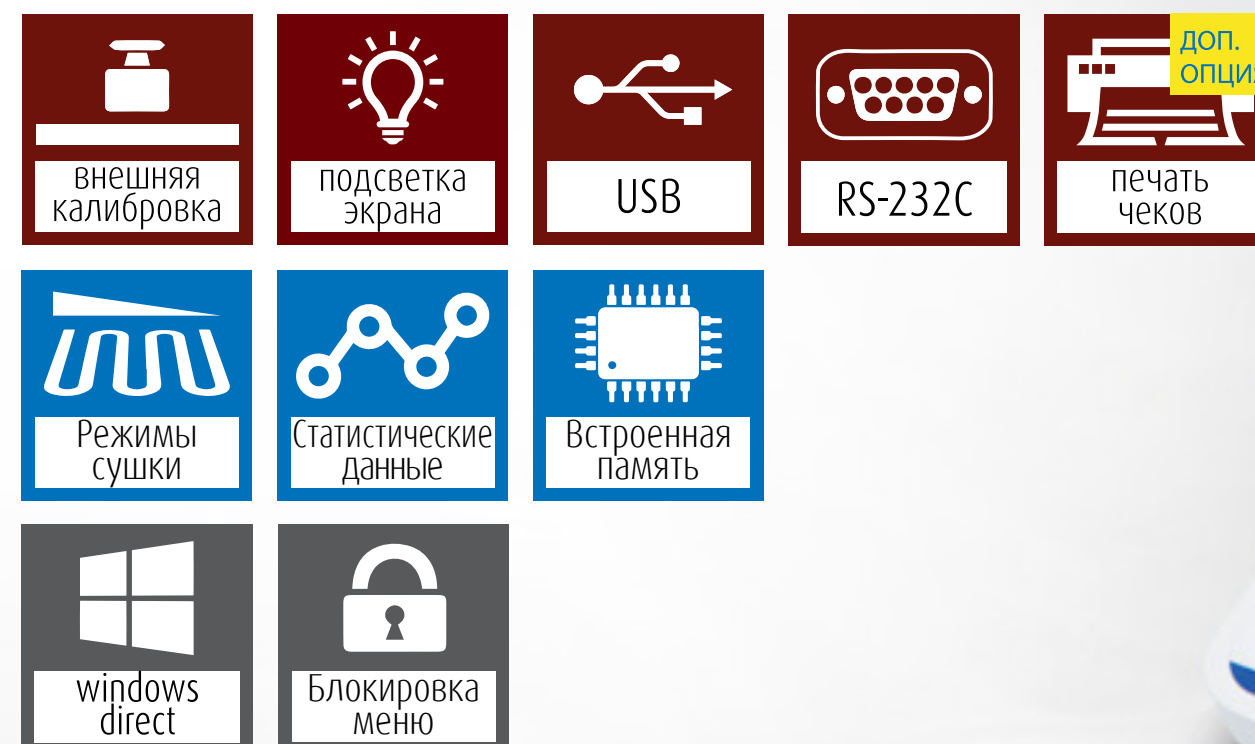 внешняя
калибровка
подсветка
экрана
USB
RS-232C
ДОП.
ОПЦИЯ
печать
чеков
Режимы
сушки
Статистические
данные
Встроенная
память
windows
direct
Блокировка
меню